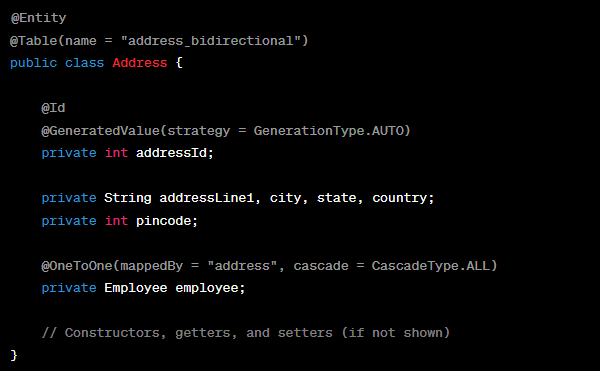 @Entity
@Table(name = "address_bidirectional")
public class Address {
@Id
@GeneratedValue(strategy = GenerationType.AUTO)
private int addressId;
private String addressLine1, city, state, country;
private int pincode;
@OneToOne(mappedBy = "address", cascade = CascadeType.ALL)
private Employee employee;
// Constructors, getters, and setters (if not shown)
}